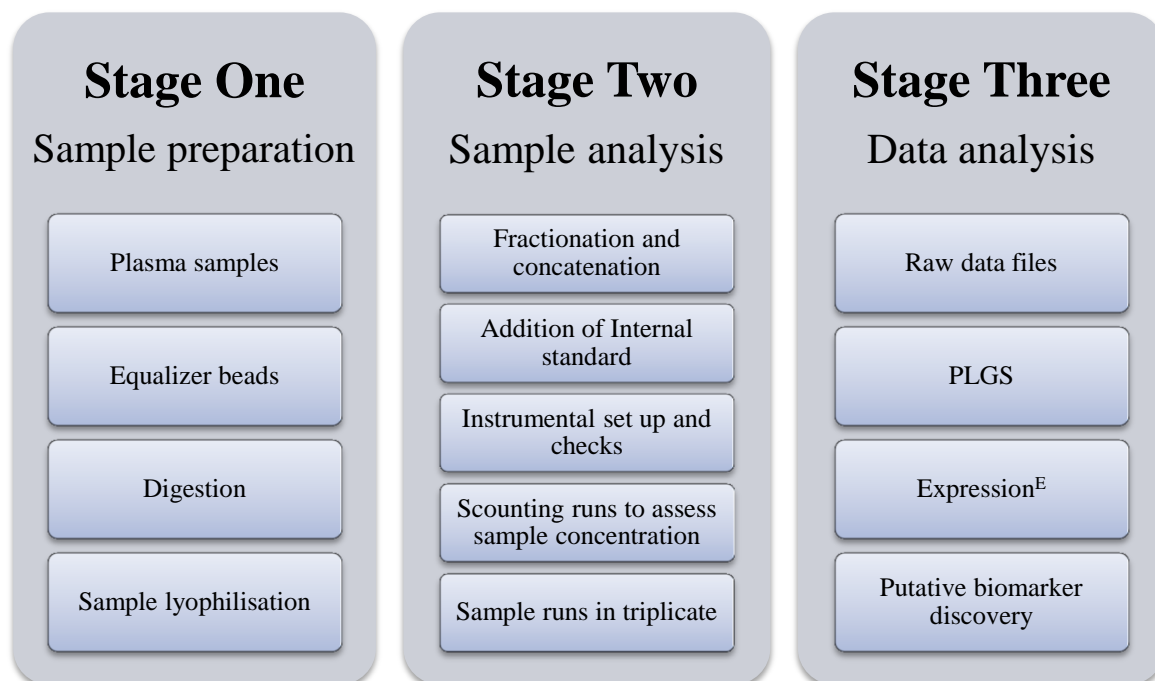 Stage One
Sample preparation
Plasma samples
Equalizer beads
Digestion
Sample lyophilisation
Stage Two
Sample analysis
Fractionation and
concatenation
Addition of Internal
standard
Instrumental set up and
checks
Scounting runs to assess
sample concentration
Sample runs in triplicate
Stage Three
Data analysis
Raw data files
PLGS
Expressionᴱ
Putative biomarker
discovery